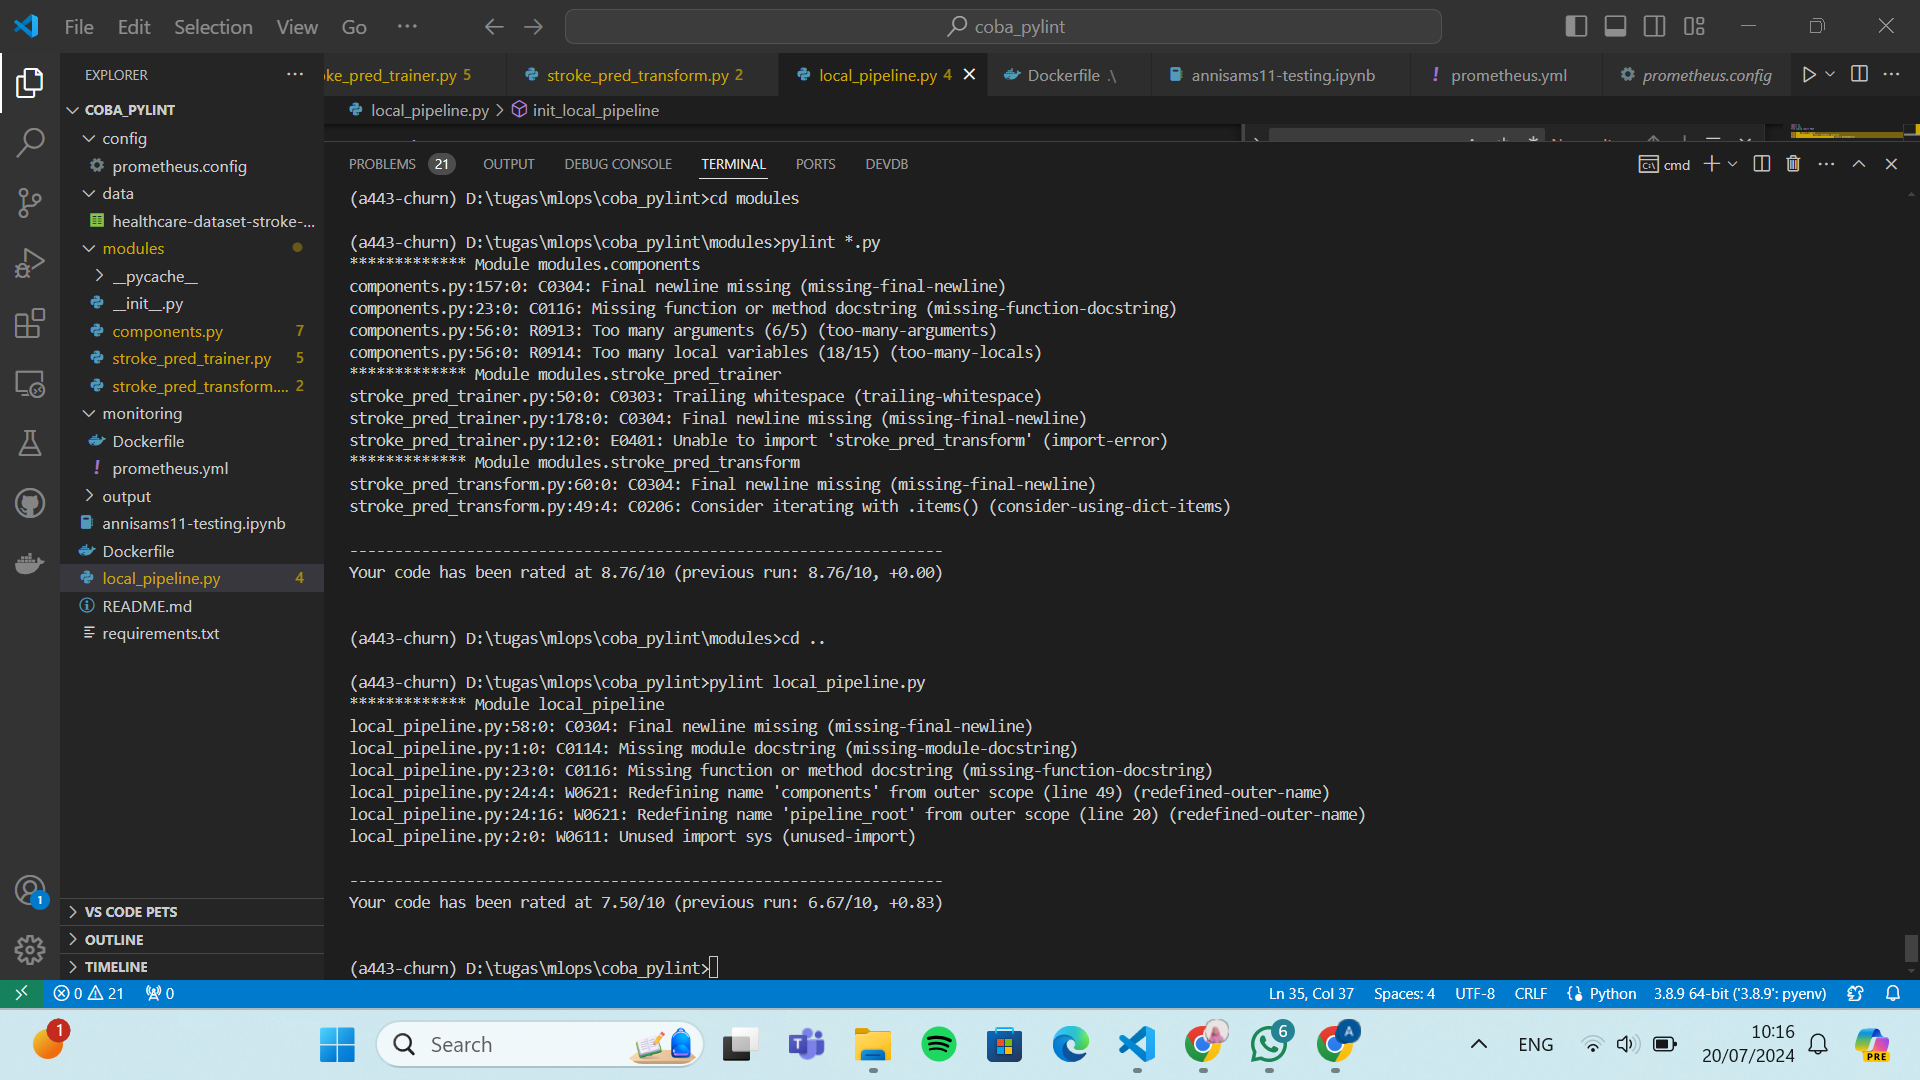 File Edit Selection View Go ··· coba_pylint
EXPLORER ···
ke_pred_trainer.py 5 stroke_pred_transform.py 2 local_pipeline.py 4 Dockerfile .\ annisams11-testing.ipynb ! prometheus.yml prometheus.config ···
local_pipeline.py > init_local_pipeline
COBA_PYLINT
config
prometheus.config
data
healthcare-dataset-stroke-...
modules
__pycache__
__init__.py
components.py 7
stroke_pred_trainer.py 5
stroke_pred_transform.... 2
monitoring
Dockerfile
! prometheus.yml
output
annisams11-testing.ipynb
Dockerfile
local_pipeline.py 4
README.md
requirements.txt
VS CODE PETS
OUTLINE
TIMELINE
1
PROBLEMS 21 OUTPUT DEBUG CONSOLE TERMINAL PORTS DEVDB cmd
(a443-churn) D:\tugas\mlops\coba_pylint>cd modules
(a443-churn) D:\tugas\mlops\coba_pylint\modules>pylint *.py
************* Module modules.components
components.py:157:0: C0304: Final newline missing (missing-final-newline)
components.py:23:0: C0116: Missing function or method docstring (missing-function-docstring)
components.py:56:0: R0913: Too many arguments (6/5) (too-many-arguments)
components.py:56:0: R0914: Too many local variables (18/15) (too-many-locals)
************* Module modules.stroke_pred_trainer
stroke_pred_trainer.py:50:0: C0303: Trailing whitespace (trailing-whitespace)
stroke_pred_trainer.py:178:0: C0304: Final newline missing (missing-final-newline)
stroke_pred_trainer.py:12:0: E0401: Unable to import 'stroke_pred_transform' (import-error)
************* Module modules.stroke_pred_transform
stroke_pred_transform.py:60:0: C0304: Final newline missing (missing-final-newline)
stroke_pred_transform.py:49:4: C0206: Consider iterating with .items() (consider-using-dict-items)
------------------------------------------------------------------
Your code has been rated at 8.76/10 (previous run: 8.76/10, +0.00)
(a443-churn) D:\tugas\mlops\coba_pylint\modules>cd ..
(a443-churn) D:\tugas\mlops\coba_pylint>pylint local_pipeline.py
************* Module local_pipeline
local_pipeline.py:58:0: C0304: Final newline missing (missing-final-newline)
local_pipeline.py:1:0: C0114: Missing module docstring (missing-module-docstring)
local_pipeline.py:23:0: C0116: Missing function or method docstring (missing-function-docstring)
local_pipeline.py:24:4: W0621: Redefining name 'components' from outer scope (line 49) (redefined-outer-name)
local_pipeline.py:24:16: W0621: Redefining name 'pipeline_root' from outer scope (line 20) (redefined-outer-name)
local_pipeline.py:2:0: W0611: Unused import sys (unused-import)
------------------------------------------------------------------
Your code has been rated at 7.50/10 (previous run: 6.67/10, +0.83)
(a443-churn) D:\tugas\mlops\coba_pylint>
0 21 0 Ln 35, Col 37 Spaces: 4 UTF-8 CRLF Python 3.8.9 64-bit ('3.8.9': pyenv)
1 Search 6 A ENG 10:16
20/07/2024
PRE